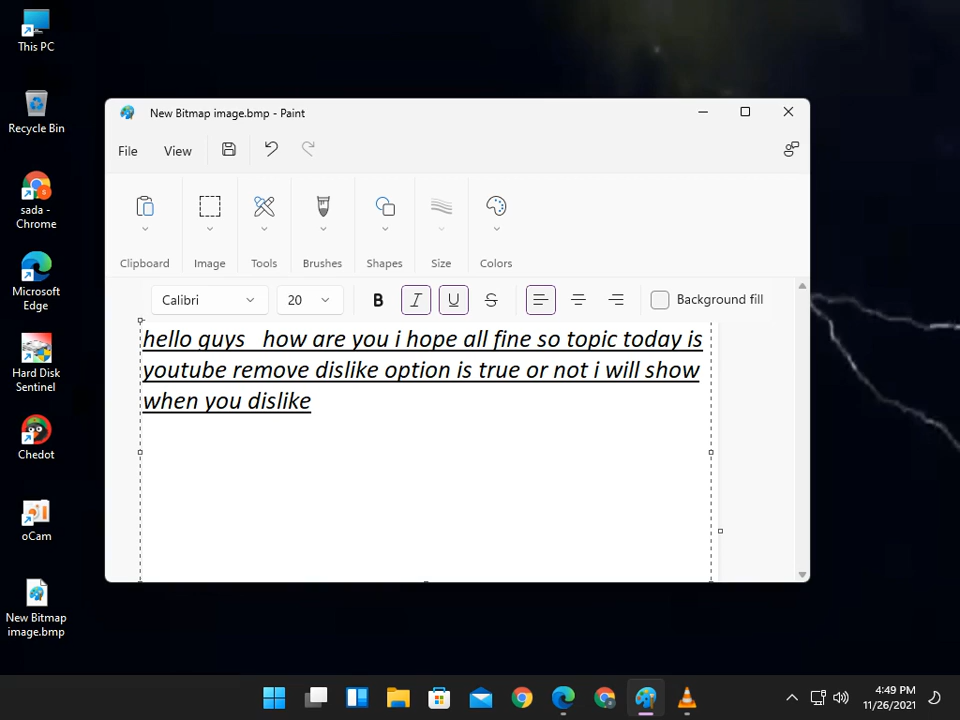 This PC
Recycle Bin
sada -
Chrome
Microsoft
Edge
Hard Disk
Sentinel
Chedot
oCam
New Bitmap
image.bmp
New Bitmap image.bmp - Paint
File View
Clipboard Image Tools Brushes Shapes Size Colors
Calibri 20 B I U S Background fill
hello guys   how are you i hope all fine so topic today is
youtube remove dislike option is true or not i will show
when you dislike
4:49 PM
11/26/2021